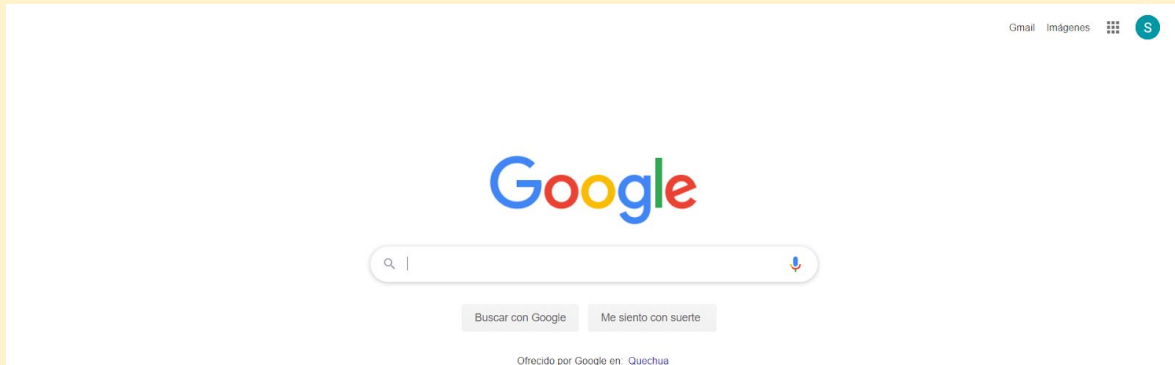 Gmail Imágenes S
Google
Buscar con Google Me siento con suerte
Ofrecido por Google en: Quechua